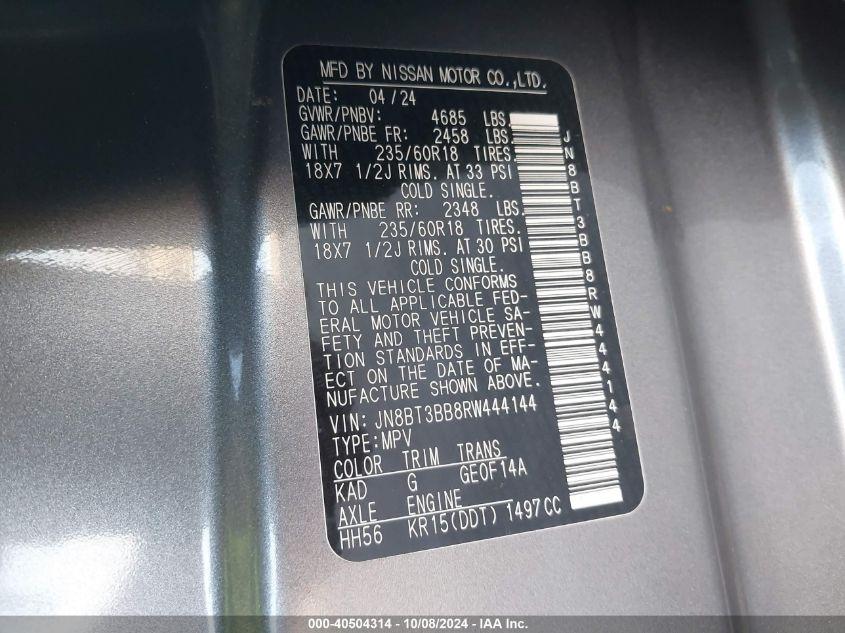 MFD BY NISSAN MOTOR CO.,LTD.
DATE: 04/24
GVWR/PNBV: 4685 LBS.
GAWR/PNBE FR: 2458 LBS.
WITH 235/60R18 TIRES.
18X7 1/2J RIMS. AT 33 PSI
COLD SINGLE.
GAWR/PNBE RR: 2348 LBS.
WITH 235/60R18 TIRES.
18X7 1/2J RIMS. AT 30 PSI
COLD SINGLE.
THIS VEHICLE CONFORMS
TO ALL APPLICABLE FED-
ERAL MOTOR VEHICLE SA-
FETY AND THEFT PREVEN-
TION STANDARDS IN EFF-
ECT ON THE DATE OF MA-
NUFACTURE SHOWN ABOVE.
VIN: JN8BT3BB8RW444144
TYPE:MPV
COLOR TRIM TRANS
KAD G GEOF14A
AXLE ENGINE
HH56 KR15(DDT) 1497CC
JN8BT3BB8RW444144
000-40504314 - 10/08/2024 - IAA Inc.